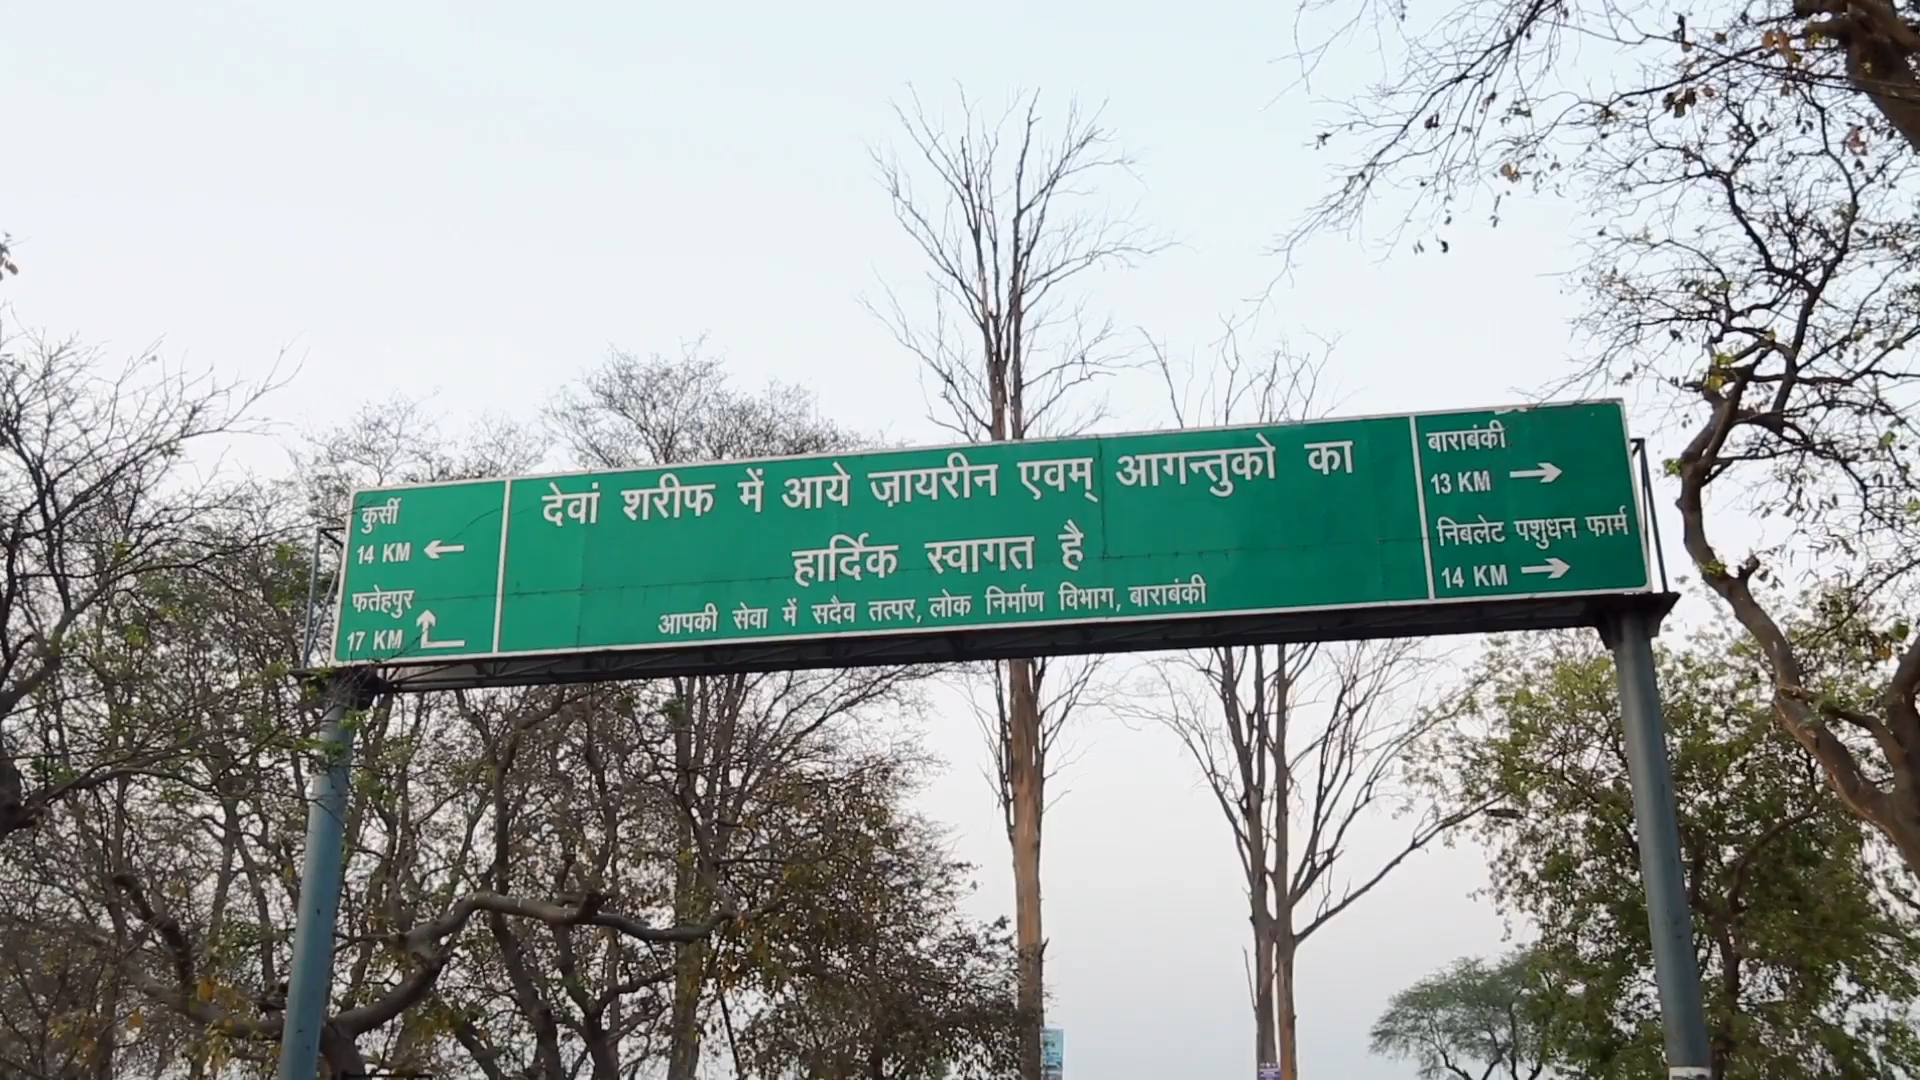 कुर्सी
14 KM ←
फतेहपुर
17 KM
देवां शरीफ में आये ज़ायरीन एवम् आगन्तुको का
हार्दिक स्वागत है
आपकी सेवा में सदैव तत्पर, लोक निर्माण विभाग, बाराबंकी
बाराबंकी
13 KM →
निबलेट पशुधन फार्म
14 KM →